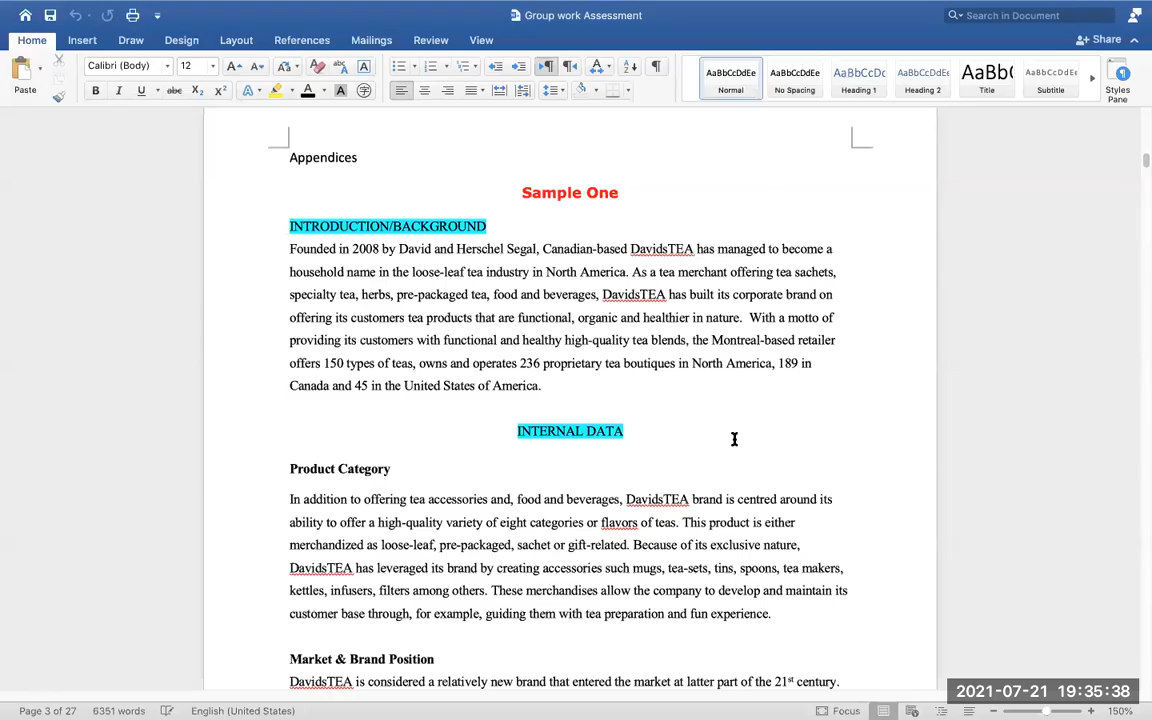 Group work Assessment
Search in Document
Home Insert Draw Design Layout References Mailings Review View
Share
Paste
Calibri (Body) 12
AaBbCcDdEe AaBbCcDdEe AaBbCcDc AaBbCcDdEe AaBb( AaBbCcDdEe
Normal No Spacing Heading 1 Heading 2 Title Subtitle
Styles
Pane
Appendices
Sample One
INTRODUCTION/BACKGROUND
Founded in 2008 by David and Herschel Segal, Canadian-based DavidsTEA has managed to become a
household name in the loose-leaf tea industry in North America. As a tea merchant offering tea sachets,
specialty tea, herbs, pre-packaged tea, food and beverages, DavidsTEA has built its corporate brand on
offering its customers tea products that are functional, organic and healthier in nature.  With a motto of
providing its customers with functional and healthy high-quality tea blends, the Montreal-based retailer
offers 150 types of teas, owns and operates 236 proprietary tea boutiques in North America, 189 in
Canada and 45 in the United States of America.
INTERNAL DATA
Product Category
In addition to offering tea accessories and, food and beverages, DavidsTEA brand is centred around its
ability to offer a high-quality variety of eight categories or flavors of teas. This product is either
merchandized as loose-leaf, pre-packaged, sachet or gift-related. Because of its exclusive nature,
DavidsTEA has leveraged its brand by creating accessories such mugs, tea-sets, tins, spoons, tea makers,
kettles, infusers, filters among others. These merchandises allow the company to develop and maintain its
customer base through, for example, guiding them with tea preparation and fun experience.
Market & Brand Position
DavidsTEA is considered a relatively new brand that entered the market at latter part of the 21st century.
2021-07-21 19:35:38
Page 3 of 27 6351 words English (United States) Focus 150%